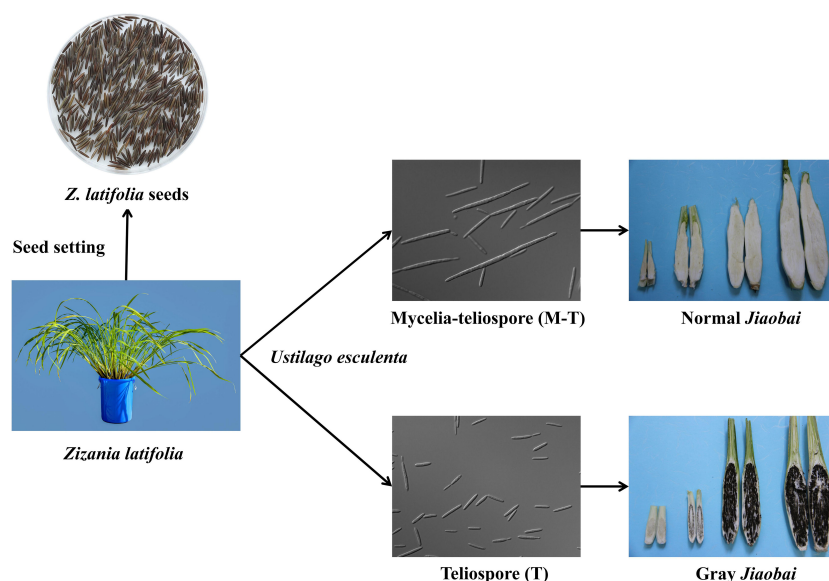 Z. latifolia seeds
Seed setting
Mycelia-teliospore (M-T)
Normal Jiaobai
Ustilago esculenta
Zizania latifolia
Teliospore (T)
Gray Jiaobai